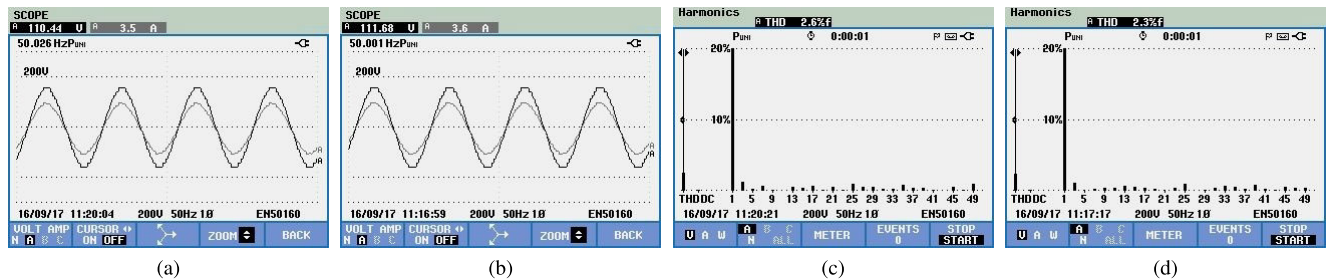 SCOPE
A 110.44 V A 3.5 A
50.026 Hz PUNI
200V
A
A
16/09/17 11:20:04 200V 50Hz 1Ø EN50160
VOLT AMP CURSOR ZOOM BACK
N A B C ON OFF
(a)
SCOPE
A 111.68 V A 3.6 A
50.001 Hz PUNI
200V
A
A
16/09/17 11:16:59 200V 50Hz 1Ø EN50160
VOLT AMP CURSOR ZOOM BACK
N A B C ON OFF
(b)
Harmonics
A THD 2.6%f
PUNI 0:00:01 P
20%
10%
THDDC 1 5 9 13 17 21 25 29 33 37 41 45 49
16/09/17 11:20:21 200V 50Hz 1Ø EN50160
V A W A B C METER EVENTS STOP
N ALL 0 START
(c)
Harmonics
A THD 2.3%f
PUNI 0:00:01 P
20%
10%
THDDC 1 5 9 13 17 21 25 29 33 37 41 45 49
16/09/17 11:17:17 200V 50Hz 1Ø EN50160
V A W A B C METER EVENTS STOP
N ALL 0 START
(d)